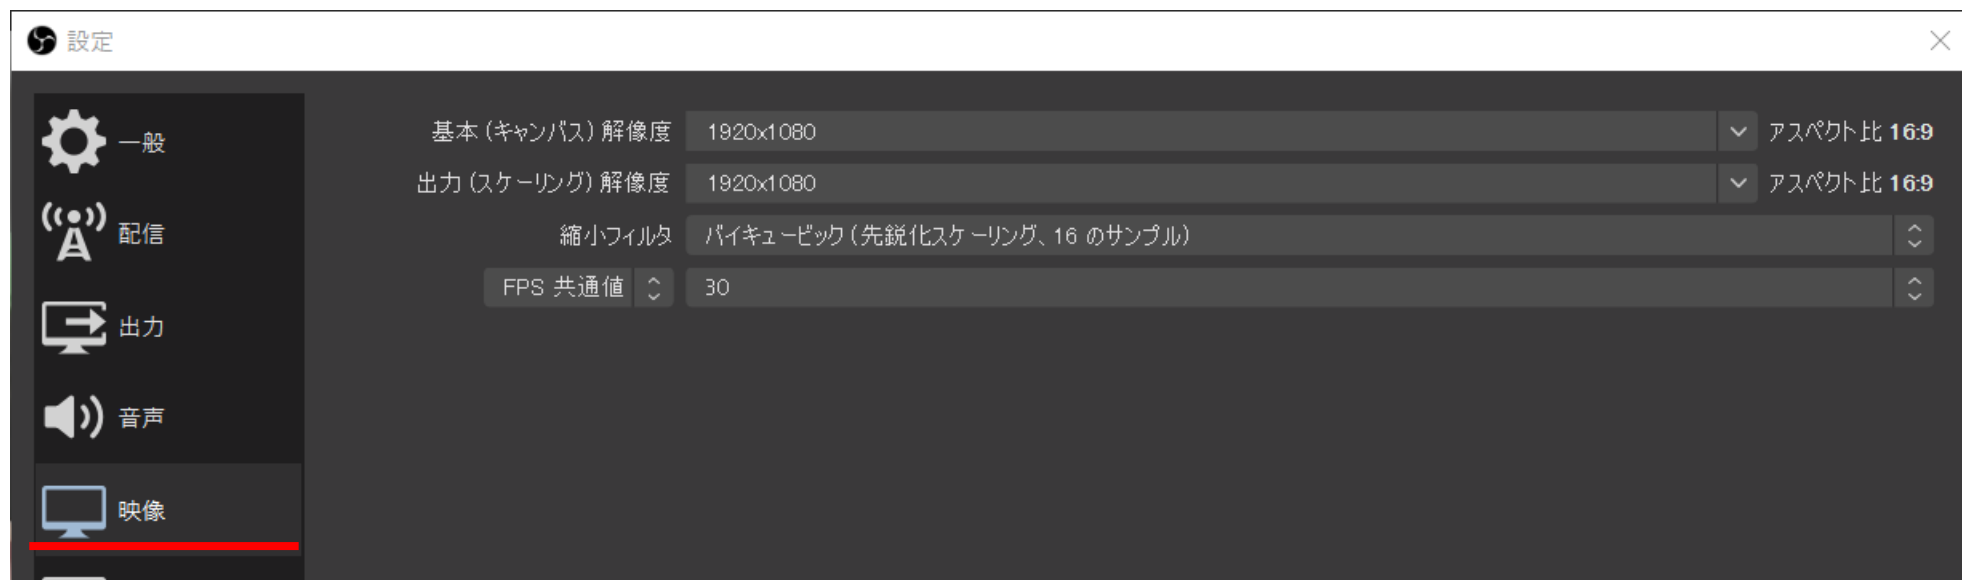 設定
一般
配信
出力
音声
映像
基本 (キャンバス) 解像度 1920x1080 アスペクト比 16:9
出力 (スケーリング) 解像度 1920x1080 アスペクト比 16:9
縮小フィルタ バイキュービック (先鋭化スケーリング、16 のサンプル)
FPS 共通値 30